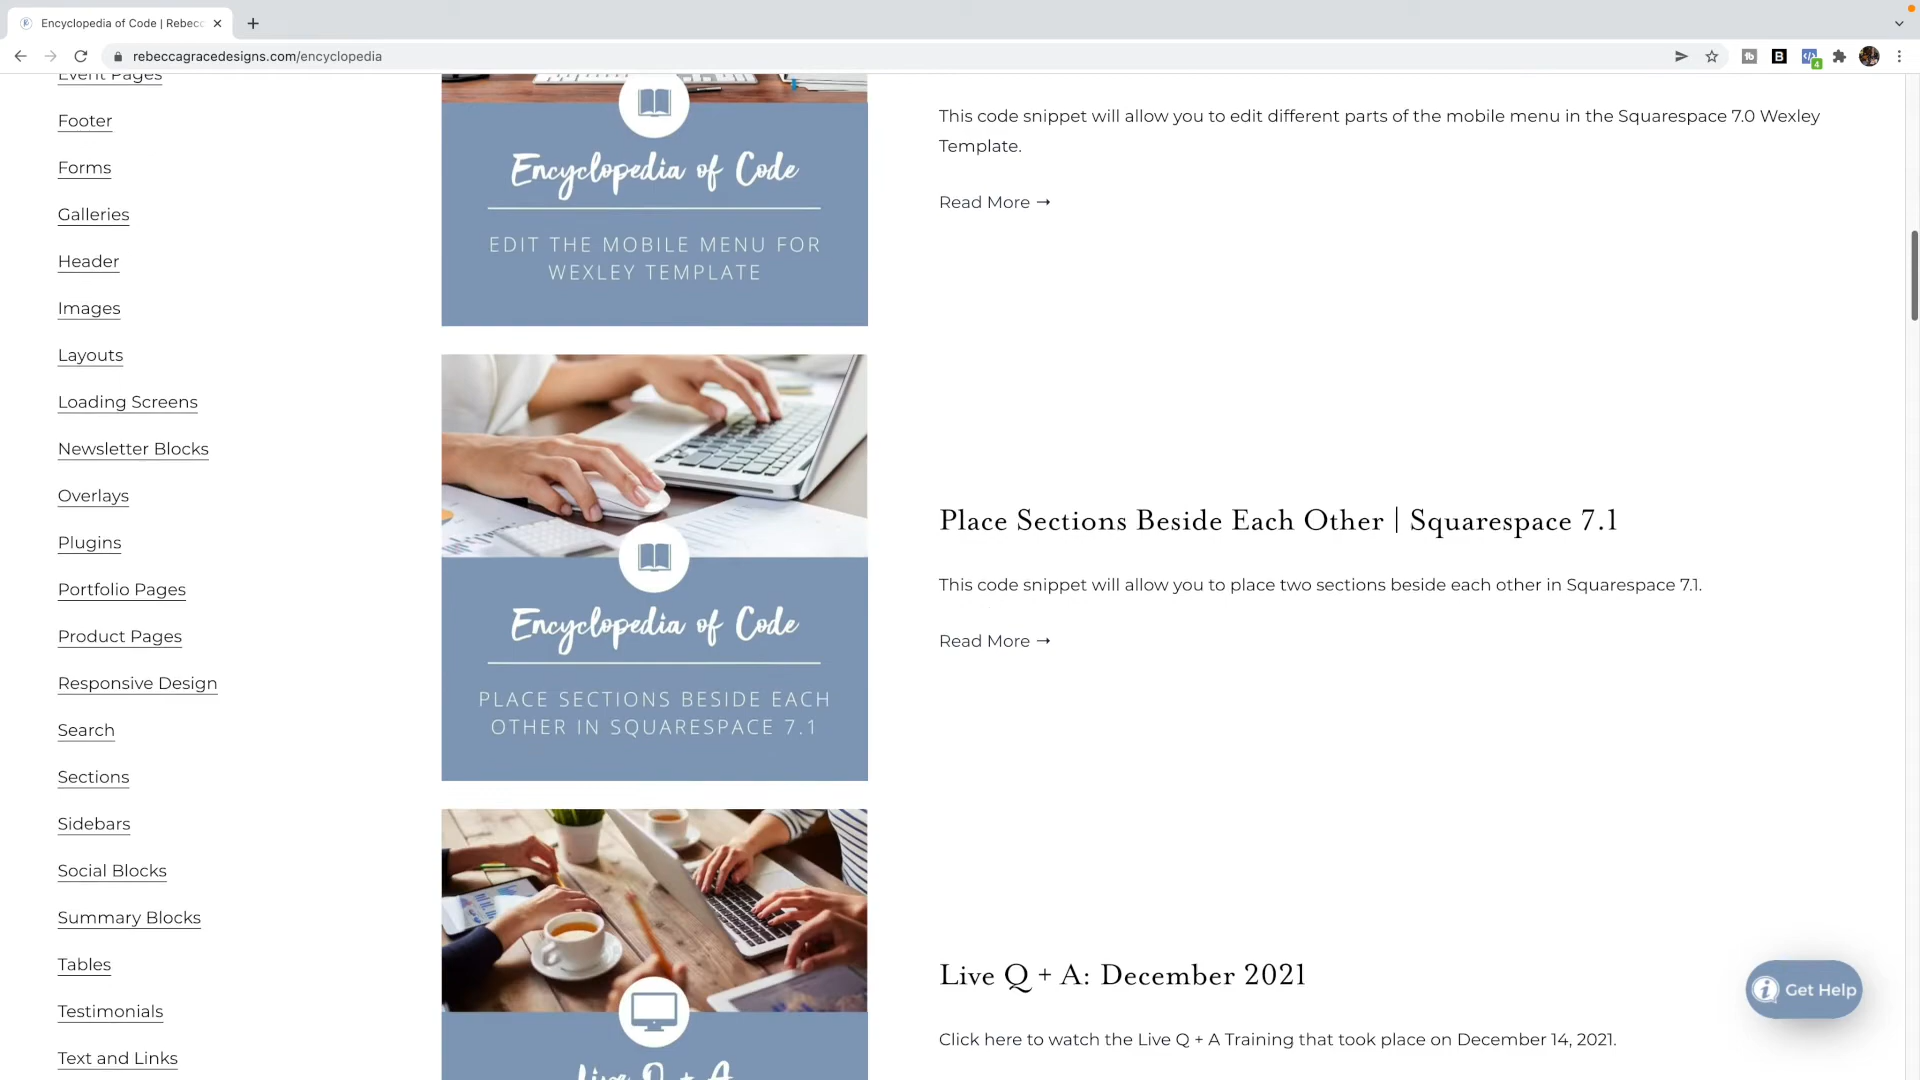 Encyclopedia of Code | Rebecc
rebeccagracedesigns.com/encyclopedia
4
Event Pages
Footer
Forms
Galleries
Header
Images
Layouts
Loading Screens
Newsletter Blocks
Overlays
Plugins
Portfolio Pages
Product Pages
Responsive Design
Search
Sections
Sidebars
Social Blocks
Summary Blocks
Tables
Testimonials
Text and Links
Encyclopedia of Code
EDIT THE MOBILE MENU FOR
WEXLEY TEMPLATE
This code snippet will allow you to edit different parts of the mobile menu in the Squarespace 7.0 Wexley
Template.
Read More →
Encyclopedia of Code
PLACE SECTIONS BESIDE EACH
OTHER IN SQUARESPACE 7.1
Place Sections Beside Each Other | Squarespace 7.1
This code snippet will allow you to place two sections beside each other in Squarespace 7.1.
Read More →
Live Q + A
Live Q + A: December 2021
Click here to watch the Live Q + A Training that took place on December 14, 2021.
Get Help